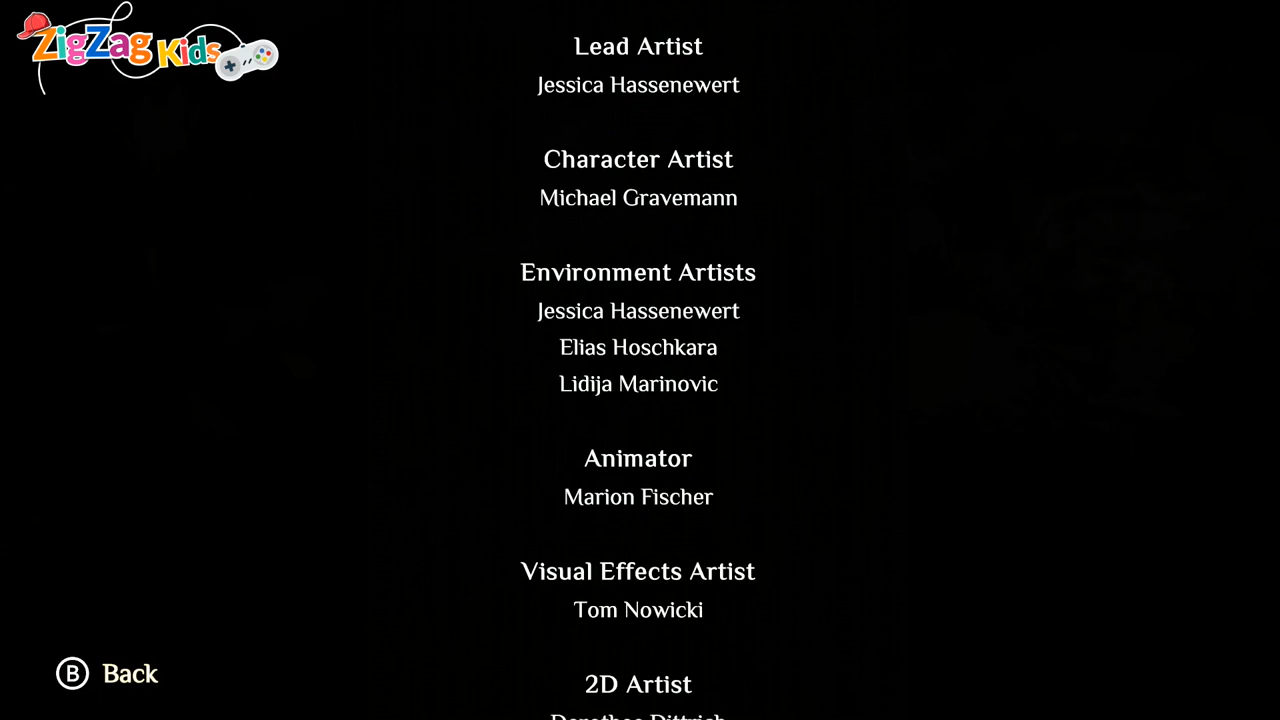 ZigZag Kids
Lead Artist
Jessica Hassenewert
Character Artist
Michael Gravemann
Environment Artists
Jessica Hassenewert
Elias Hoschkara
Lidija Marinovic
Animator
Marion Fischer
Visual Effects Artist
Tom Nowicki
B Back
2D Artist